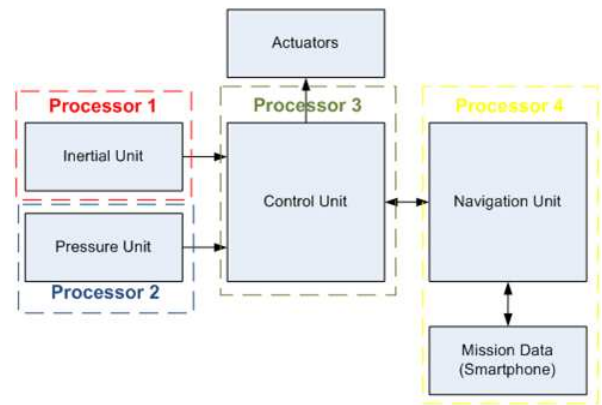 Actuators
Processor 1
Processor 3
Processor 4
Inertial Unit
Control Unit
Navigation Unit
Pressure Unit
Processor 2
Mission Data
(Smartphone)